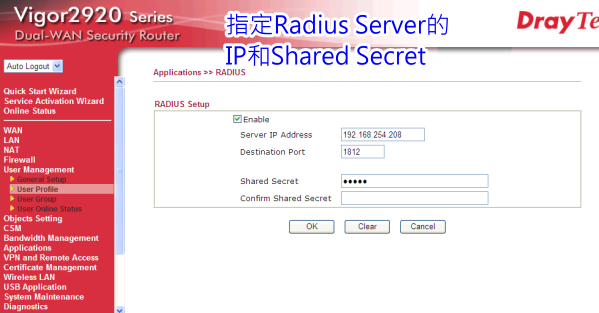 Vigor2920 Series
Dual-WAN Security Router
指定Radius Server的
IP和Shared Secret
DrayTe
Auto Logout
Applications >> RADIUS
Quick Start Wizard
Service Activation Wizard
Online Status
WAN
LAN
NAT
Firewall
User Management
General Setup
User Profile
User Group
User Online Status
Objects Setting
CSM
Bandwidth Management
Applications
VPN and Remote Access
Certificate Management
Wireless LAN
USB Application
System Maintenance
Diagnostics
RADIUS Setup
Enable
Server IP Address 192.168.254.208
Destination Port 1812
Shared Secret •••••
Confirm Shared Secret
OK Clear Cancel